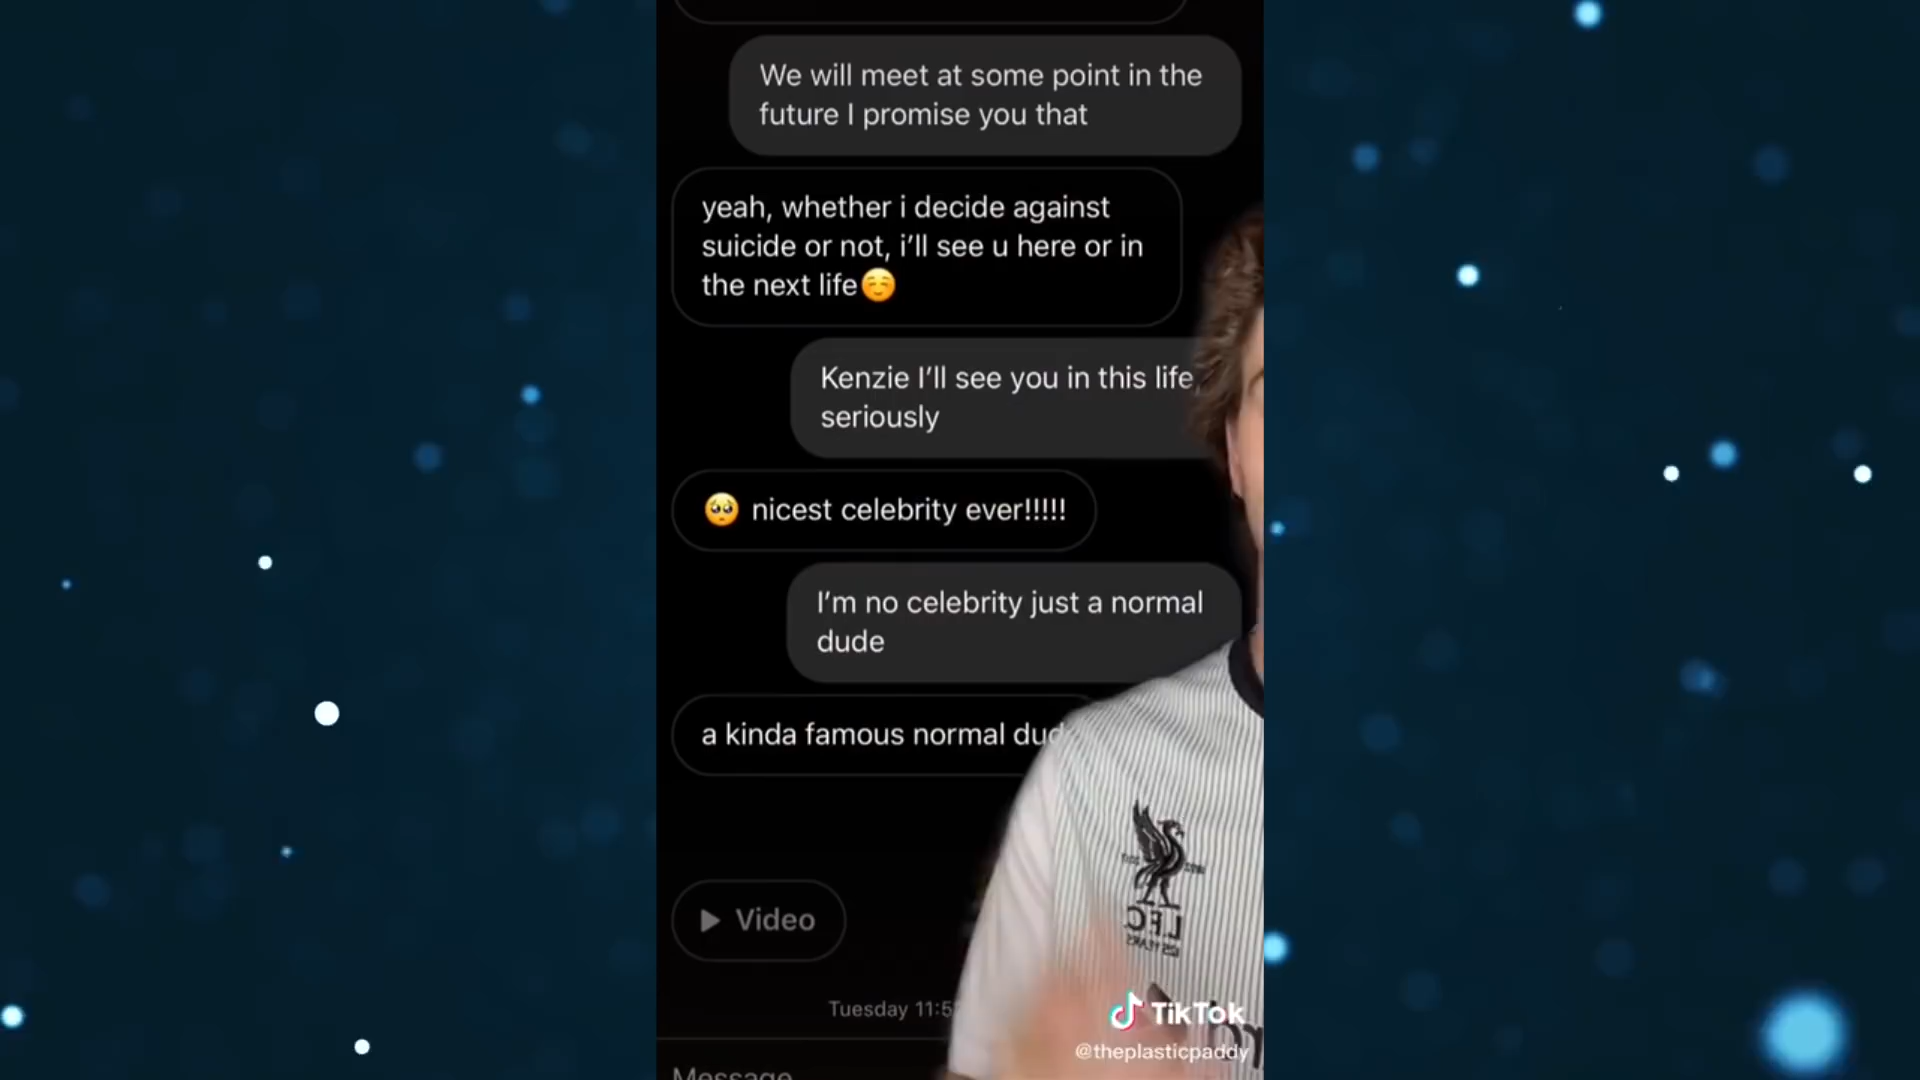 We will meet at some point in the
future I promise you that
yeah, whether i decide against
suicide or not, i'll see u here or in
the next life☺️
Kenzie I'll see you in this life
seriously
🥺 nicest celebrity ever!!!!!
I'm no celebrity just a normal
dude
a kinda famous normal
Video
Tuesday
LFC
TikTok
@theplasticpaddy
Message